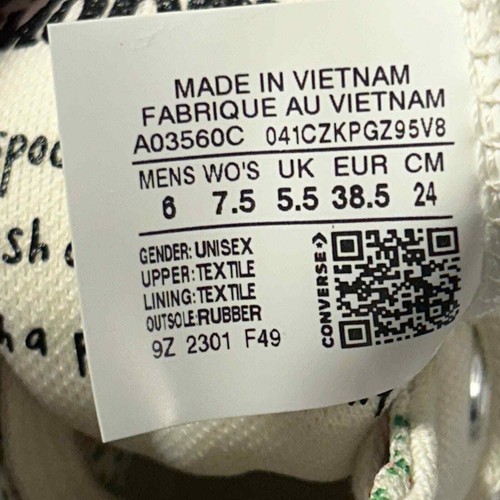 MADE IN VIETNAM
FABRIQUE AU VIETNAM
A03560C 041CZKPGZ95V8
MENS WO'S UK EUR CM
6 7.5 5.5 38.5 24
GENDER: UNISEX
UPPER: TEXTILE
LINING: TEXTILE
OUTSOLE: RUBBER
9Z 2301 F49
CONVERSE